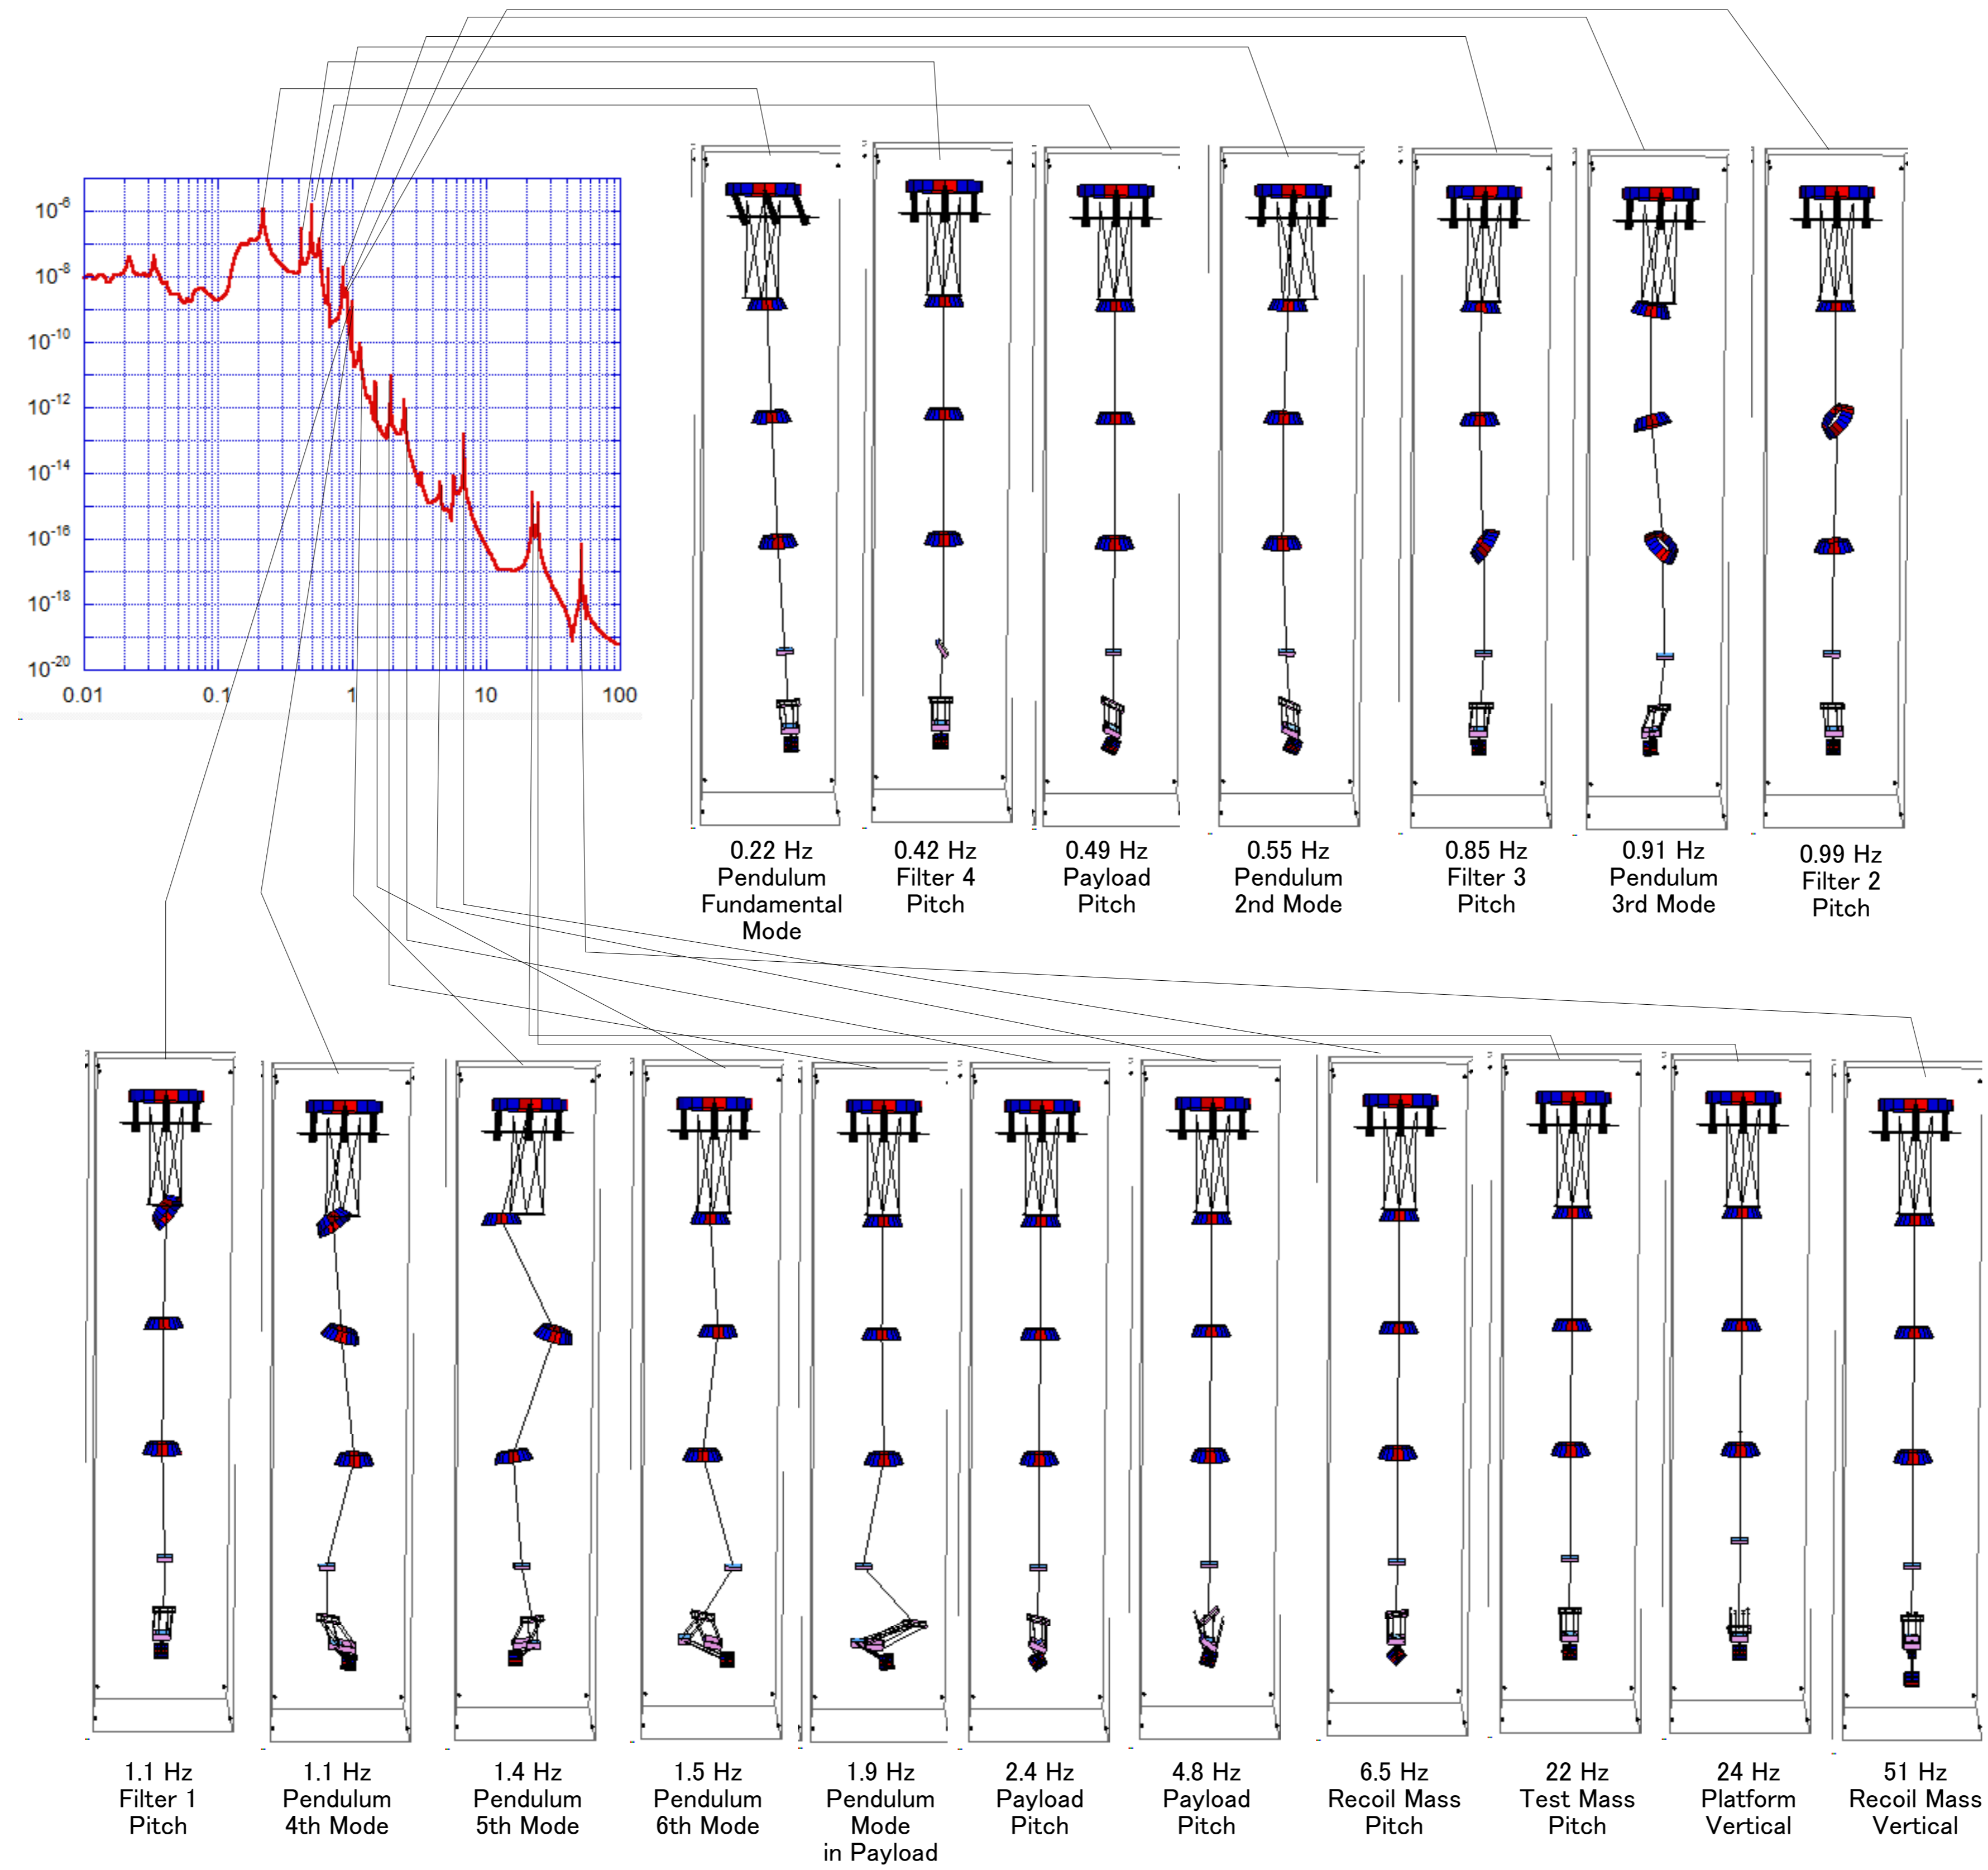 10-6
10-8
10-10
10-12
10-14
10-16
10-18
10-20
0.01 0.1 1 10 100
0.22 Hz
Pendulum
Fundamental
Mode
0.42 Hz
Filter 4
Pitch
0.49 Hz
Payload
Pitch
0.55 Hz
Pendulum
2nd Mode
0.85 Hz
Filter 3
Pitch
0.91 Hz
Pendulum
3rd Mode
0.99 Hz
Filter 2
Pitch
1.1 Hz
Filter 1
Pitch
1.1 Hz
Pendulum
4th Mode
1.4 Hz
Pendulum
5th Mode
1.5 Hz
Pendulum
6th Mode
1.9 Hz
Pendulum
Mode
in Payload
2.4 Hz
Payload
Pitch
4.8 Hz
Payload
Pitch
6.5 Hz
Recoil Mass
Pitch
22 Hz
Test Mass
Pitch
24 Hz
Platform
Vertical
51 Hz
Recoil Mass
Vertical